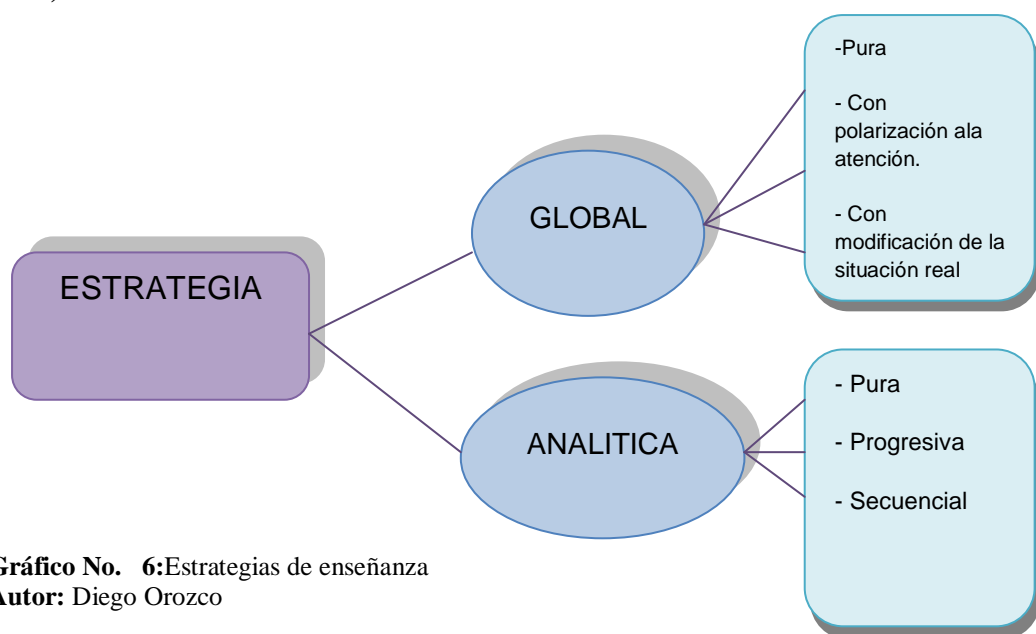 -Pura
- Con
polarización ala
atención.
- Con
modificación de la
situación real
GLOBAL
ESTRATEGIA
ANALITICA
- Pura
- Progresiva
- Secuencial
Gráfico No. 6:Estrategias de enseñanza
Autor: Diego Orozco